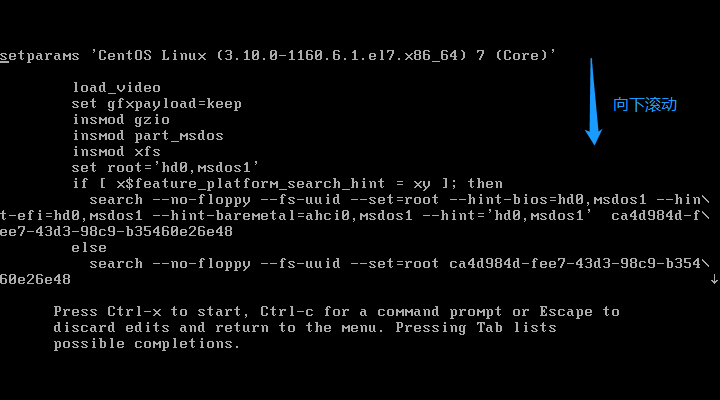 setparams 'CentOS Linux (3.10.0-1160.6.1.el7.x86_64) 7 (Core)'
load_video
set gfxpayload=keep
insmod gzio
insmod part_msdos
insmod xfs
set root='hd0,msdos1'
if [ x$feature_platform_search_hint = xy ]; then
search --no-floppy --fs-uuid --set=root --hint-bios=hd0,msdos1 --hin\
t-efi=hd0,msdos1 --hint-baremetal=ahci0,msdos1 --hint='hd0,msdos1'  ca4d984d-f\
ee7-43d3-98c9-b35460e26e48
else
search --no-floppy --fs-uuid --set=root ca4d984d-fee7-43d3-98c9-b354\
60e26e48
向下滚动
Press Ctrl-x to start, Ctrl-c for a command prompt or Escape to
discard edits and return to the menu. Pressing Tab lists
possible completions.